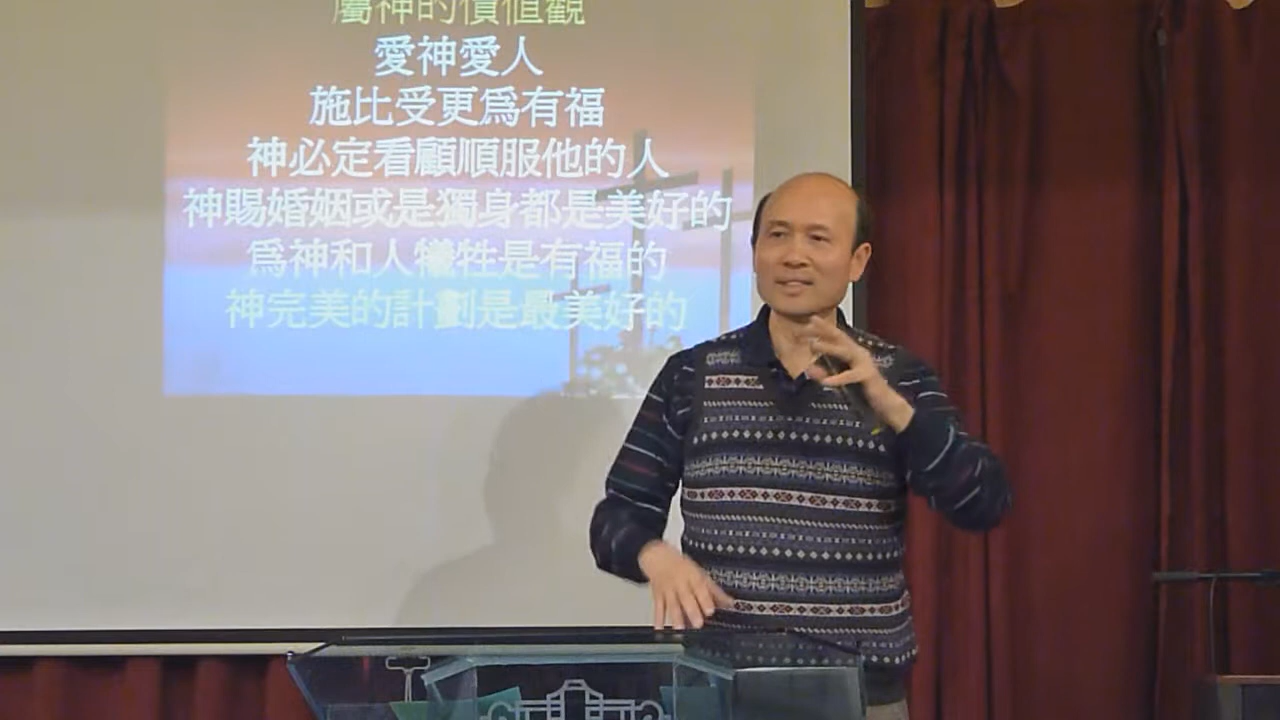 屬神的價值觀
愛神愛人
施比受更爲有福
神必定看顧順服他的人
神賜婚姻或是獨身都是美好的
爲神和人犧牲是有福的
神完美的計劃是最美好的